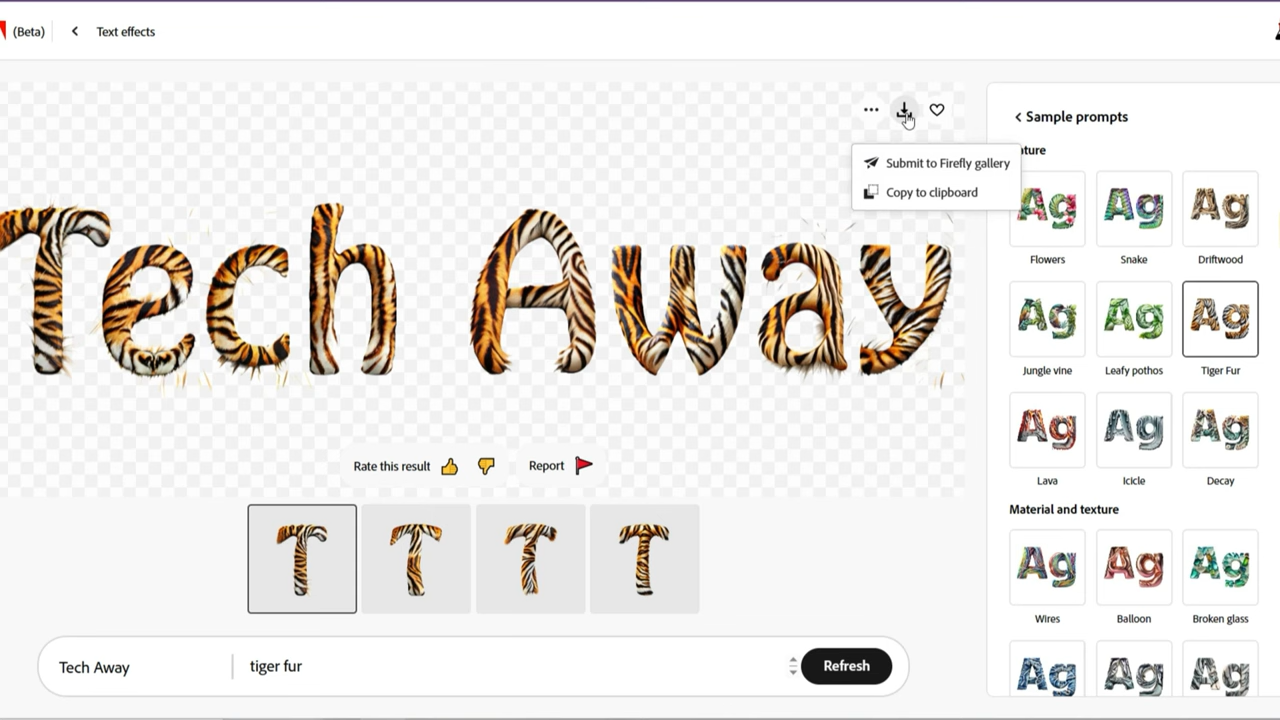 (Beta) Text effects
Submit to Firefly gallery
Copy to clipboard
Tech Away
Rate this result
Report
T T T T
Tech Away tiger fur Refresh
Sample prompts
ature
Ag Ag Ag
Flowers Snake Driftwood
Ag Ag Ag
Jungle vine Leafy pothos Tiger Fur
Ag Ag Ag
Lava Icicle Decay
Material and texture
Ag Ag Ag
Wires Balloon Broken glass
Ag Ag Ag